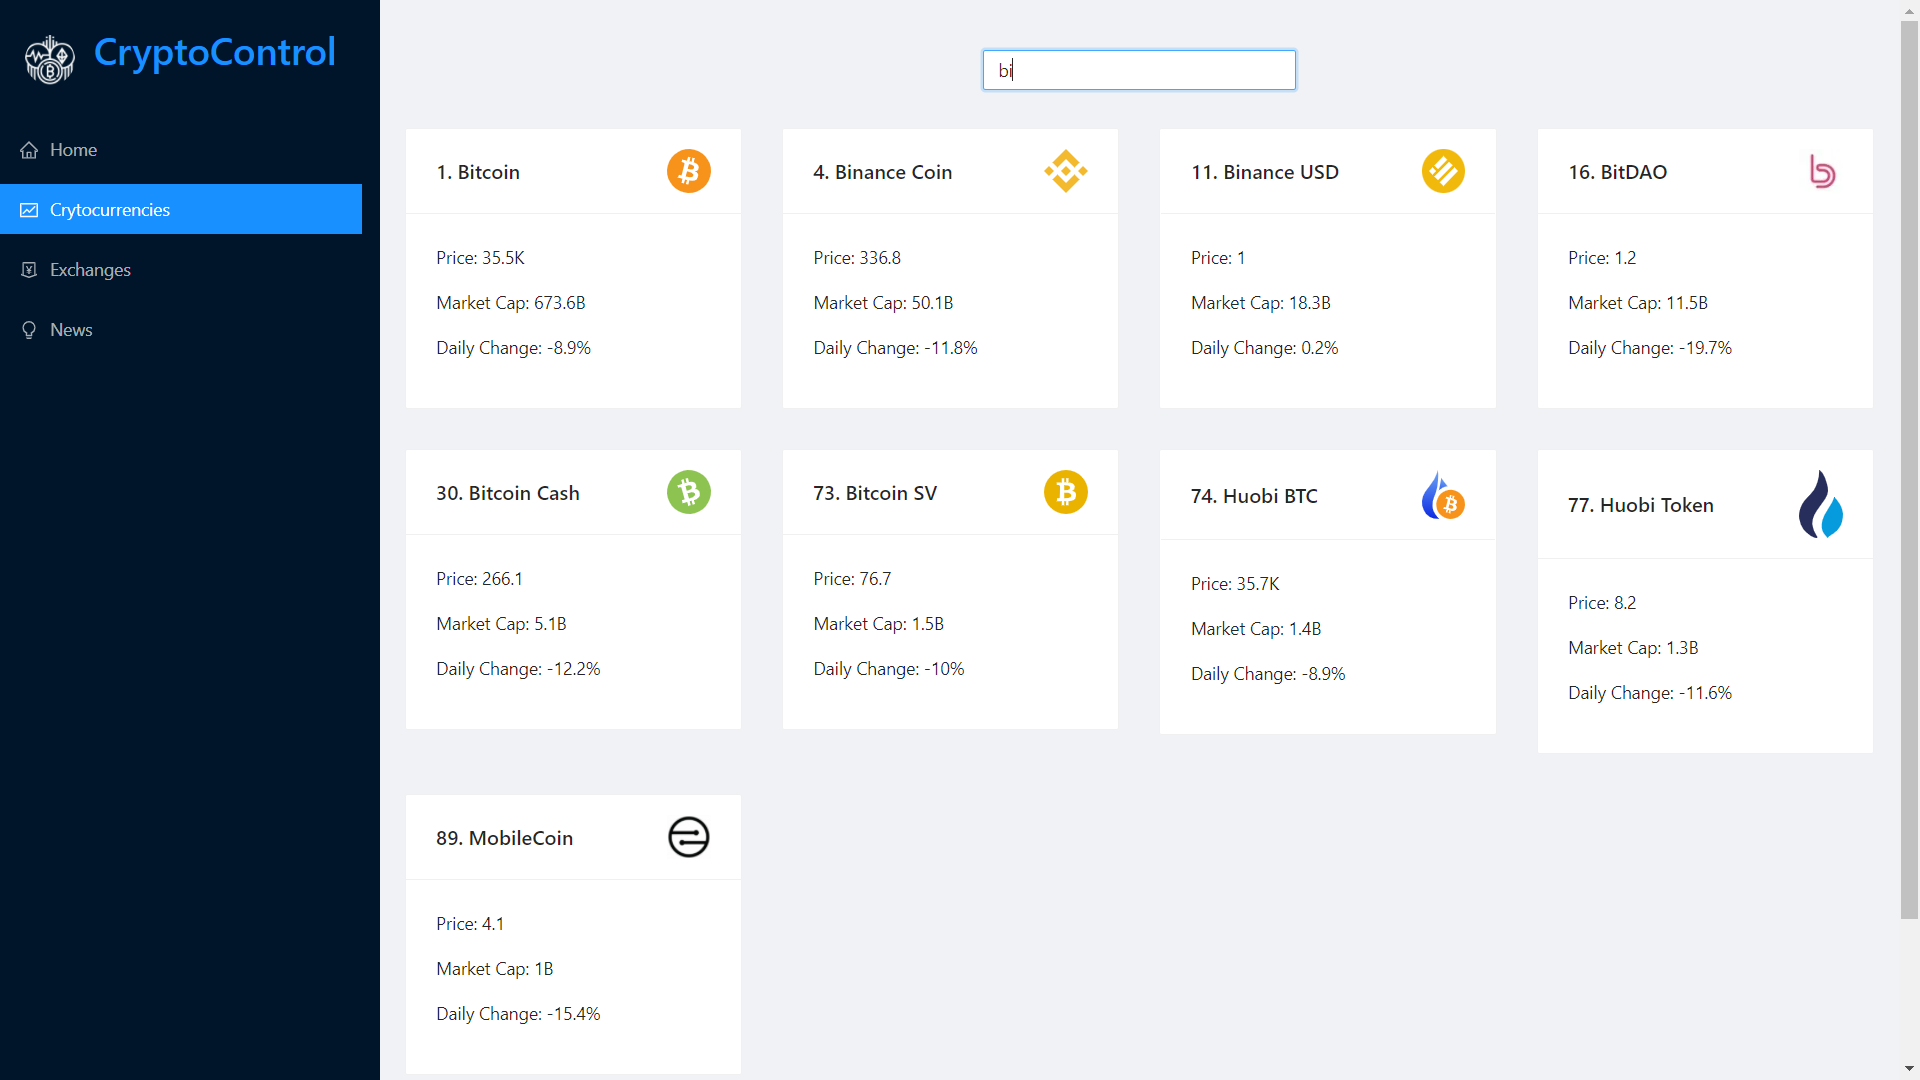 CryptoControl
Home
Crytocurrencies
Exchanges
News
bi
1. Bitcoin
Price: 35.5K
Market Cap: 673.6B
Daily Change: -8.9%
4. Binance Coin
Price: 336.8
Market Cap: 50.1B
Daily Change: -11.8%
11. Binance USD
Price: 1
Market Cap: 18.3B
Daily Change: 0.2%
16. BitDAO
Price: 1.2
Market Cap: 11.5B
Daily Change: -19.7%
30. Bitcoin Cash
Price: 266.1
Market Cap: 5.1B
Daily Change: -12.2%
73. Bitcoin SV
Price: 76.7
Market Cap: 1.5B
Daily Change: -10%
74. Huobi BTC
Price: 35.7K
Market Cap: 1.4B
Daily Change: -8.9%
77. Huobi Token
Price: 8.2
Market Cap: 1.3B
Daily Change: -11.6%
89. MobileCoin
Price: 4.1
Market Cap: 1B
Daily Change: -15.4%